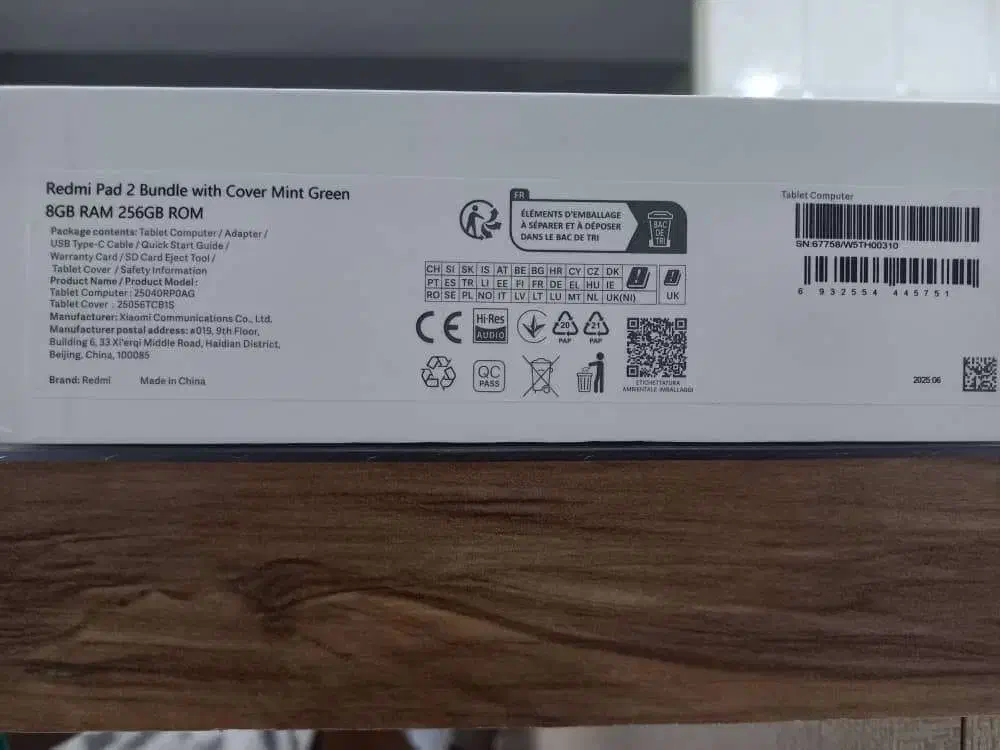 Redmi Pad 2 Bundle with Cover Mint Green
8GB RAM 256GB ROM
Package contents: Tablet Computer / Adapter /
USB Type-C Cable / Quick Start Guide /
Warranty Card / SD Card Eject Tool /
Tablet Cover / Safety Information
Product Name / Product Model:
Tablet Computer: 25040RP0AG
Tablet Cover: 25056TCB1S
Manufacturer: Xiaomi Communications Co., Ltd.
Manufacturer postal address: #019, 9th Floor,
Building 6, 33 Xi'erqi Middle Road, Haidian District,
Beijing, China, 100085
Brand: Redmi Made in China
FR
ÉLÉMENTS D'EMBALLAGE
À SÉPARER ET À DÉPOSER
DANS LE BAC DE TRI
BAC
DE
TRI
CH SI SK IS AT BE BG HR CY CZ DK
PT ES TR LI EE FI FR DE EL HU IE
RO SE PL NO IT LV LT LU MT NL UK(NI)
UK
CE
Hi-Res
AUDIO
20
PAP
21
PAP
QC
PASS
ETICHETTATURA
AMBIENTALE IMBALLAGGI
Tablet Computer
SN:67758/W5TH00310
6 932554 445751
2025.06